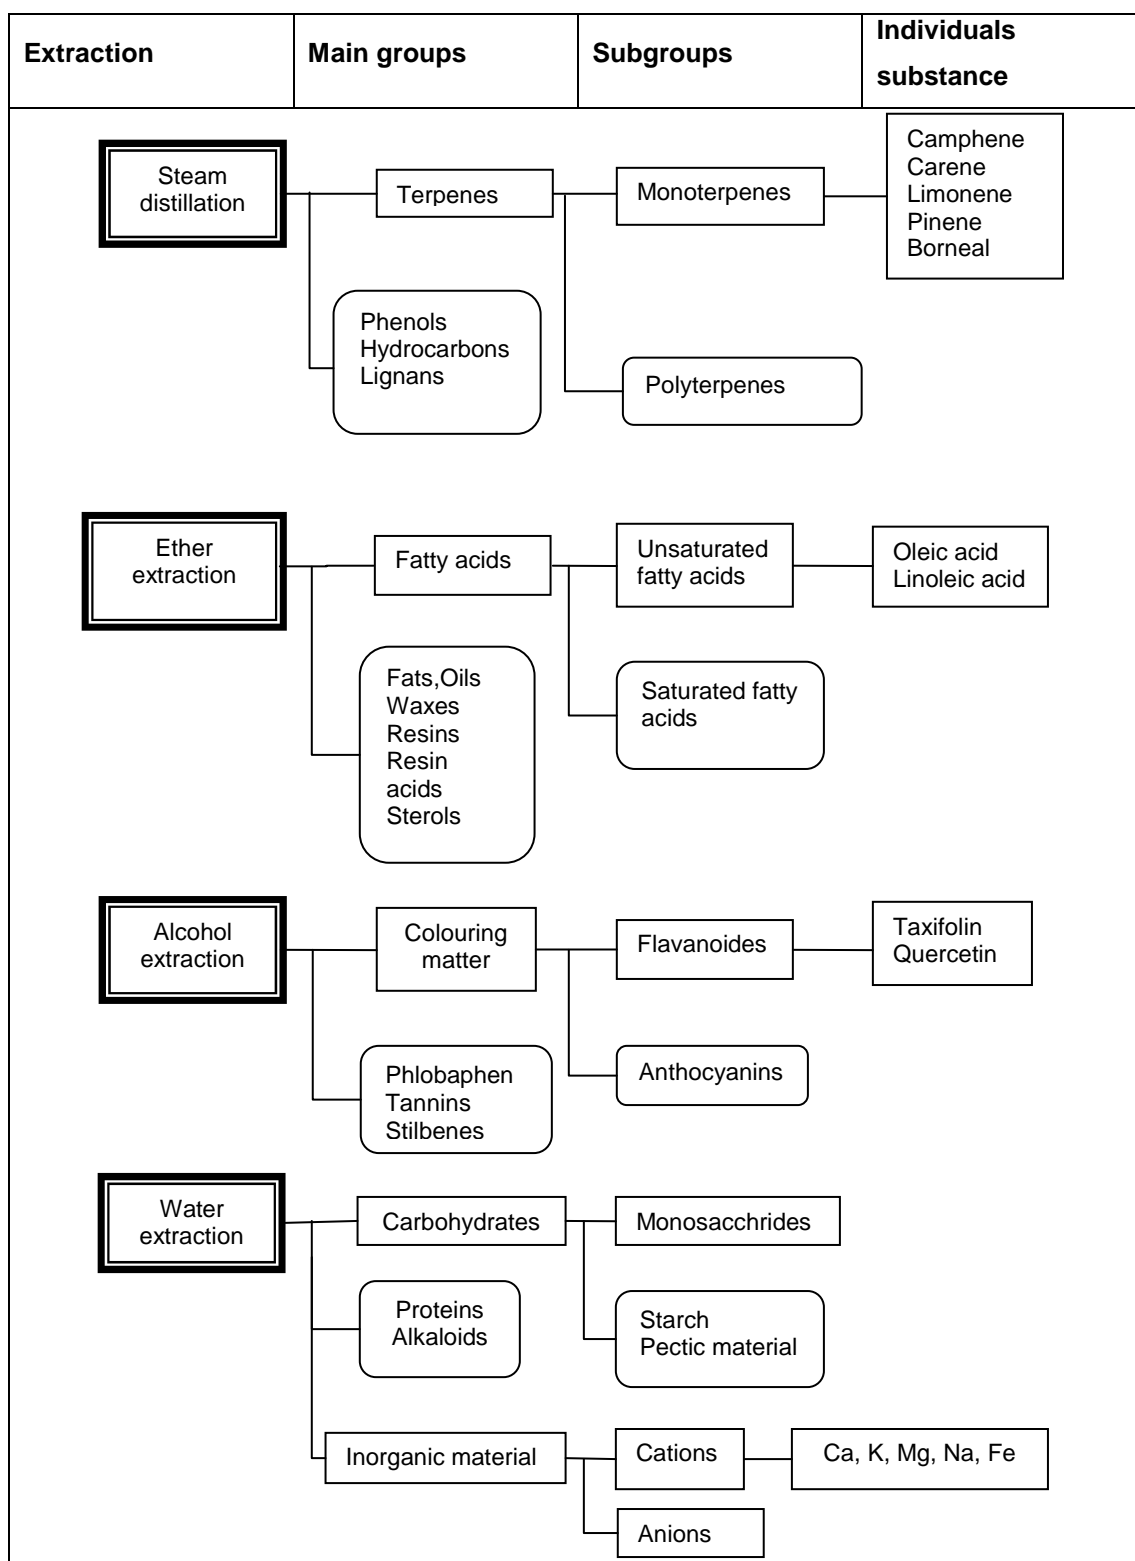 Extraction
Main groups
Subgroups
Individuals
substance
Steam
distillation
Terpenes
Monoterpenes
Camphene
Carene
Limonene
Pinene
Borneal
Phenols
Hydrocarbons
Lignans
Polyterpenes
Ether
extraction
Fatty acids
Unsaturated
fatty acids
Oleic acid
Linoleic acid
Fats,Oils
Waxes
Resins
Resin
acids
Sterols
Saturated fatty
acids
Alcohol
extraction
Colouring
matter
Flavanoides
Taxifolin
Quercetin
Phlobaphen
Tannins
Stilbenes
Anthocyanins
Water
extraction
Carbohydrates
Monosacchrides
Proteins
Alkaloids
Starch
Pectic material
Inorganic material
Cations
Ca, K, Mg, Na, Fe
Anions